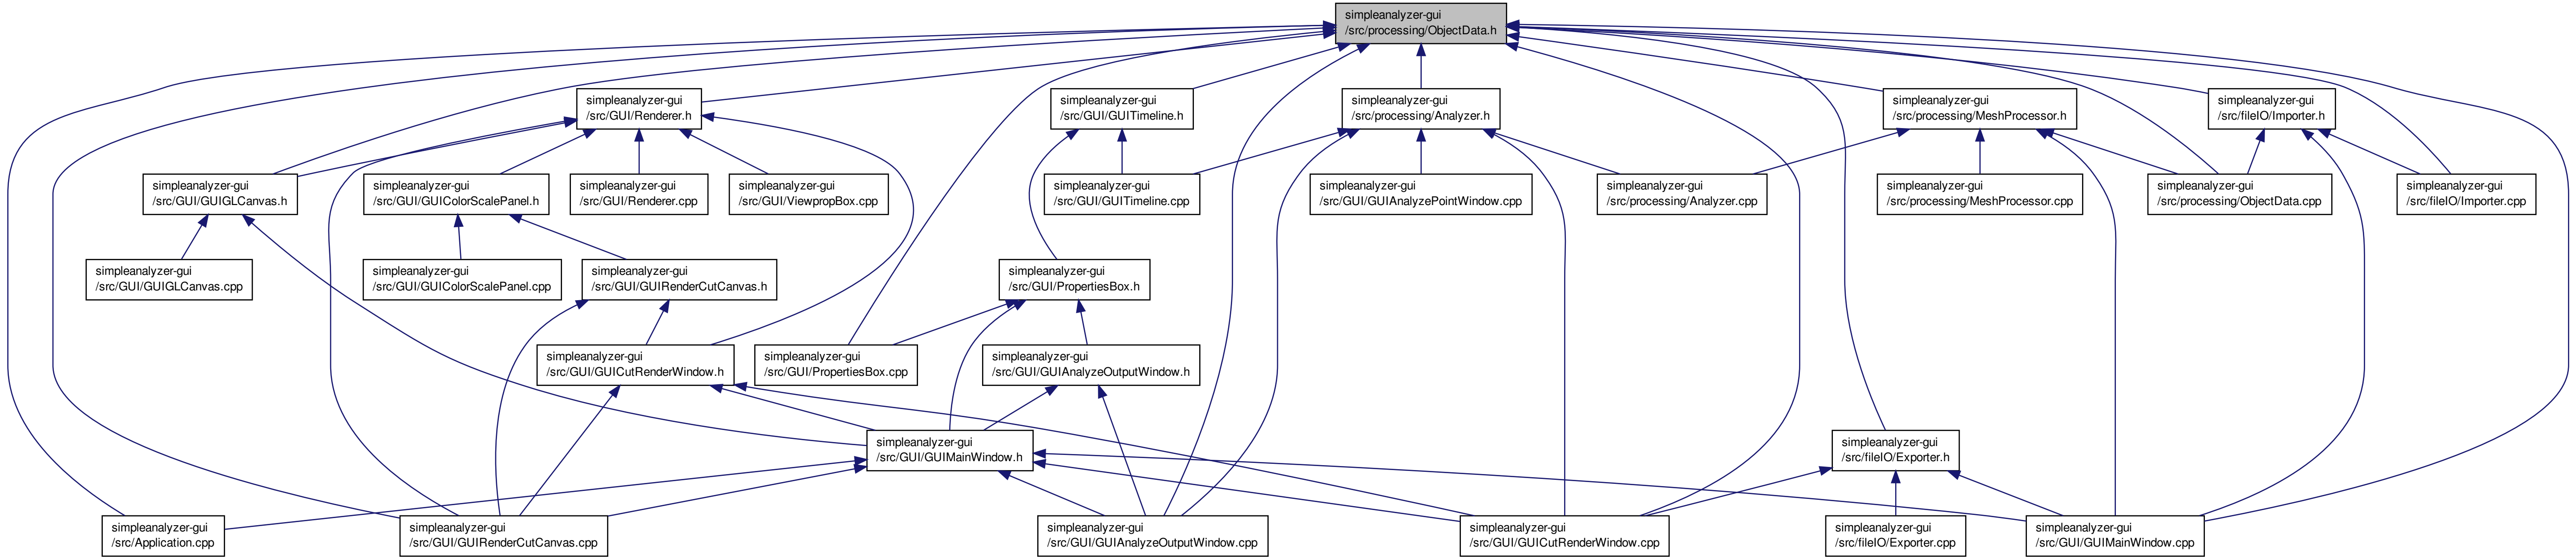 simpleanalyzer-gui
/src/processing/ObjectData.h
simpleanalyzer-gui
/src/GUI/Renderer.h
simpleanalyzer-gui
/src/GUI/GUITimeline.h
simpleanalyzer-gui
/src/processing/Analyzer.h
simpleanalyzer-gui
/src/processing/MeshProcessor.h
simpleanalyzer-gui
/src/fileIO/Importer.h
simpleanalyzer-gui
/src/GUI/GUIGLCanvas.h
simpleanalyzer-gui
/src/GUI/GUIColorScalePanel.h
simpleanalyzer-gui
/src/GUI/Renderer.cpp
simpleanalyzer-gui
/src/GUI/ViewpropBox.cpp
simpleanalyzer-gui
/src/GUI/GUITimeline.cpp
simpleanalyzer-gui
/src/GUI/GUIAnalyzePointWindow.cpp
simpleanalyzer-gui
/src/processing/Analyzer.cpp
simpleanalyzer-gui
/src/processing/MeshProcessor.cpp
simpleanalyzer-gui
/src/processing/ObjectData.cpp
simpleanalyzer-gui
/src/fileIO/Importer.cpp
simpleanalyzer-gui
/src/GUI/GUIGLCanvas.cpp
simpleanalyzer-gui
/src/GUI/GUIColorScalePanel.cpp
simpleanalyzer-gui
/src/GUI/GUIRenderCutCanvas.h
simpleanalyzer-gui
/src/GUI/PropertiesBox.h
simpleanalyzer-gui
/src/GUI/GUICutRenderWindow.h
simpleanalyzer-gui
/src/GUI/PropertiesBox.cpp
simpleanalyzer-gui
/src/GUI/GUIAnalyzeOutputWindow.h
simpleanalyzer-gui
/src/GUI/GUIMainWindow.h
simpleanalyzer-gui
/src/fileIO/Exporter.h
simpleanalyzer-gui
/src/Application.cpp
simpleanalyzer-gui
/src/GUI/GUIRenderCutCanvas.cpp
simpleanalyzer-gui
/src/GUI/GUIAnalyzeOutputWindow.cpp
simpleanalyzer-gui
/src/GUI/GUICutRenderWindow.cpp
simpleanalyzer-gui
/src/fileIO/Exporter.cpp
simpleanalyzer-gui
/src/GUI/GUIMainWindow.cpp